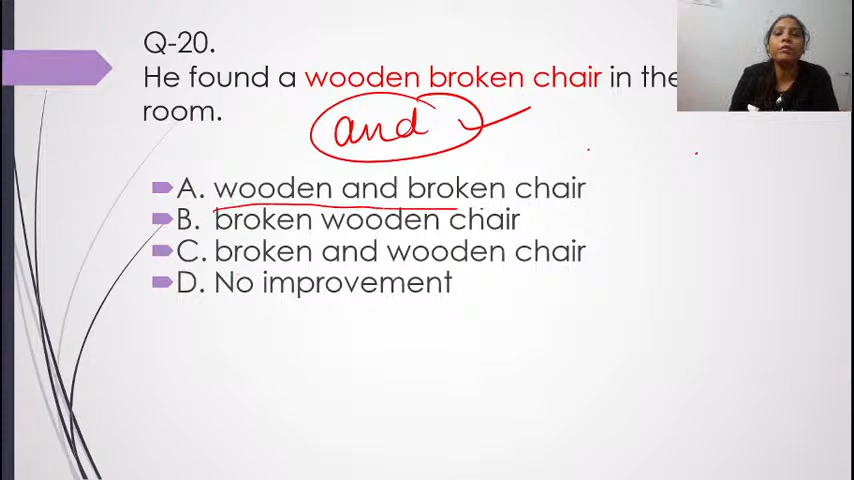 Q-20.
He found a wooden broken chair in the
room.
and
A. wooden and broken chair
B. broken wooden chair
C. broken and wooden chair
D. No improvement